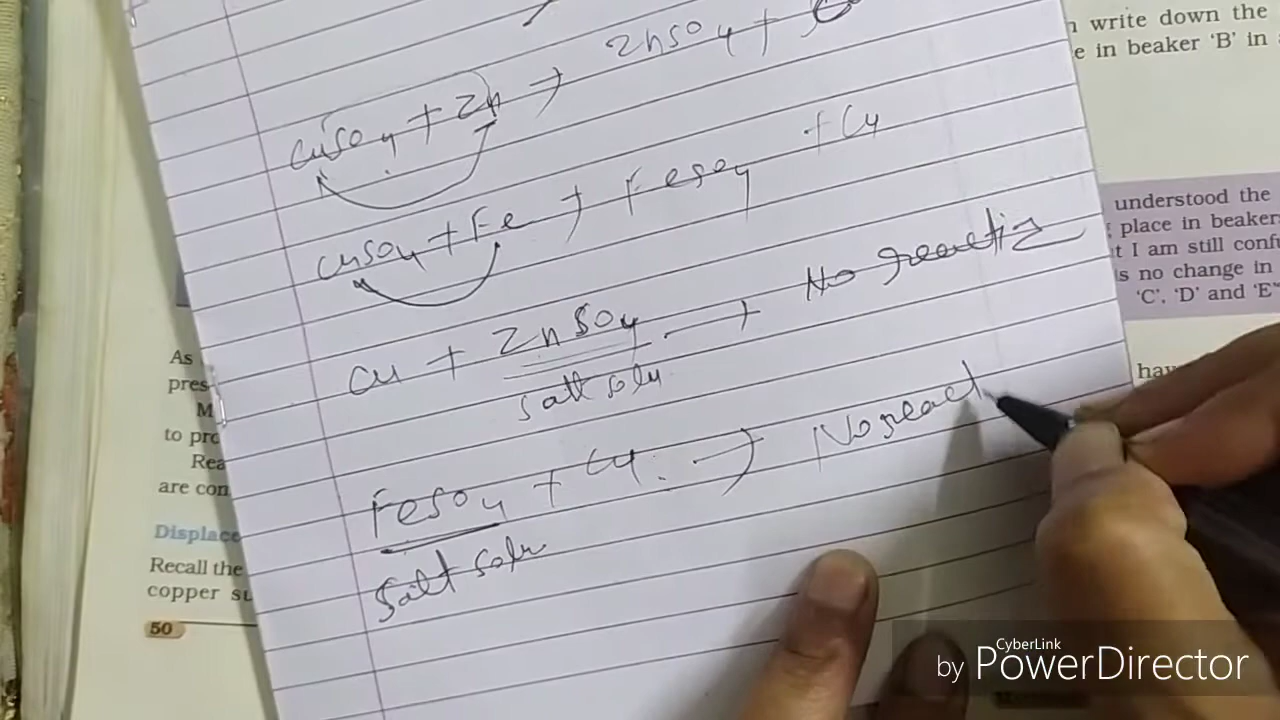 CuSO4 + Zn → ZnSO4 +
CuSO4 + Fe → FeSO4 + Cu
Cu + ZnSO4 → No reaction
salt soln
FeSO4 + Cu. → No react
Salt soln
write down the
e in beaker 'B' in
understood the
place in beaker
t I am still conf
s no change in
'C', 'D' and 'E'
hav
As
pres
M
to pro
Rea
are con
Displace
Recall the
copper su
50
CyberLink
by PowerDirector